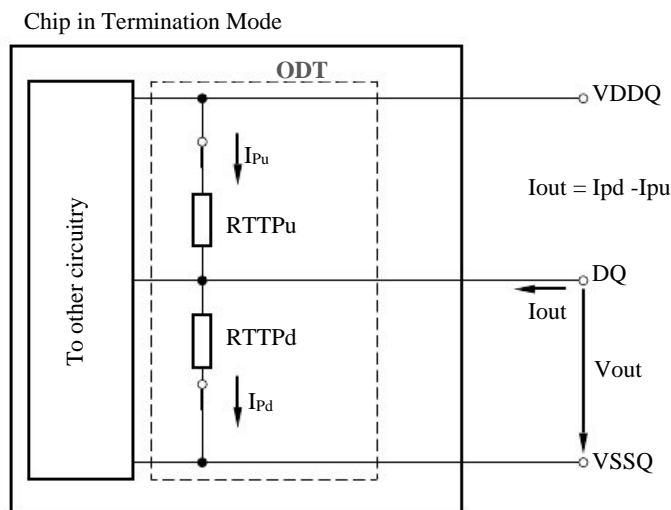 Chip in Termination Mode
ODT
VDDQ
IPu
Iout = Ipd -Ipu
RTTPu
To other circuitry
DQ
Iout
RTTPd
Vout
IPd
VSSQ